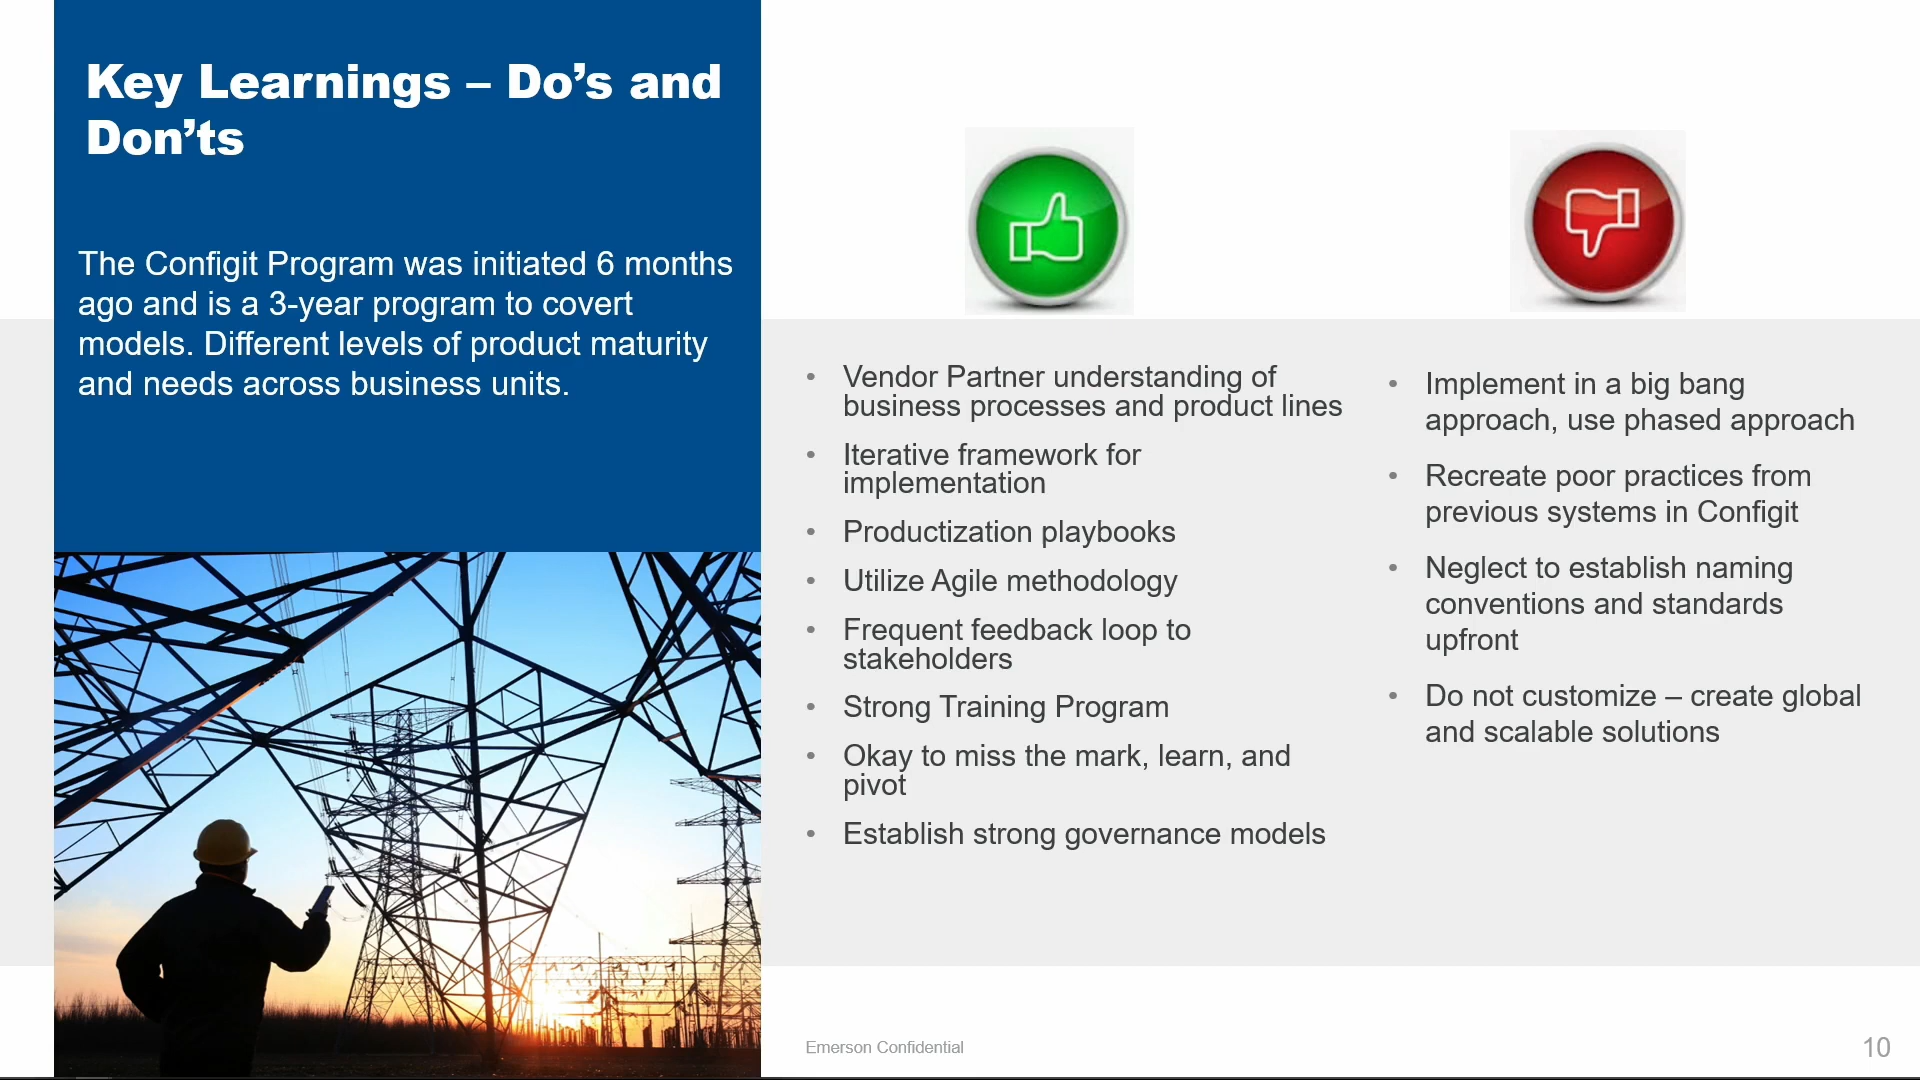 Key Learnings – Do’s and
Don’ts
The Configit Program was initiated 6 months
ago and is a 3-year program to covert
models. Different levels of product maturity
and needs across business units.
• Vendor Partner understanding of
business processes and product lines
• Iterative framework for
implementation
• Productization playbooks
• Utilize Agile methodology
• Frequent feedback loop to
stakeholders
• Strong Training Program
• Okay to miss the mark, learn, and
pivot
• Establish strong governance models
• Implement in a big bang
approach, use phased approach
• Recreate poor practices from
previous systems in Configit
• Neglect to establish naming
conventions and standards
upfront
• Do not customize – create global
and scalable solutions
Emerson Confidential
10